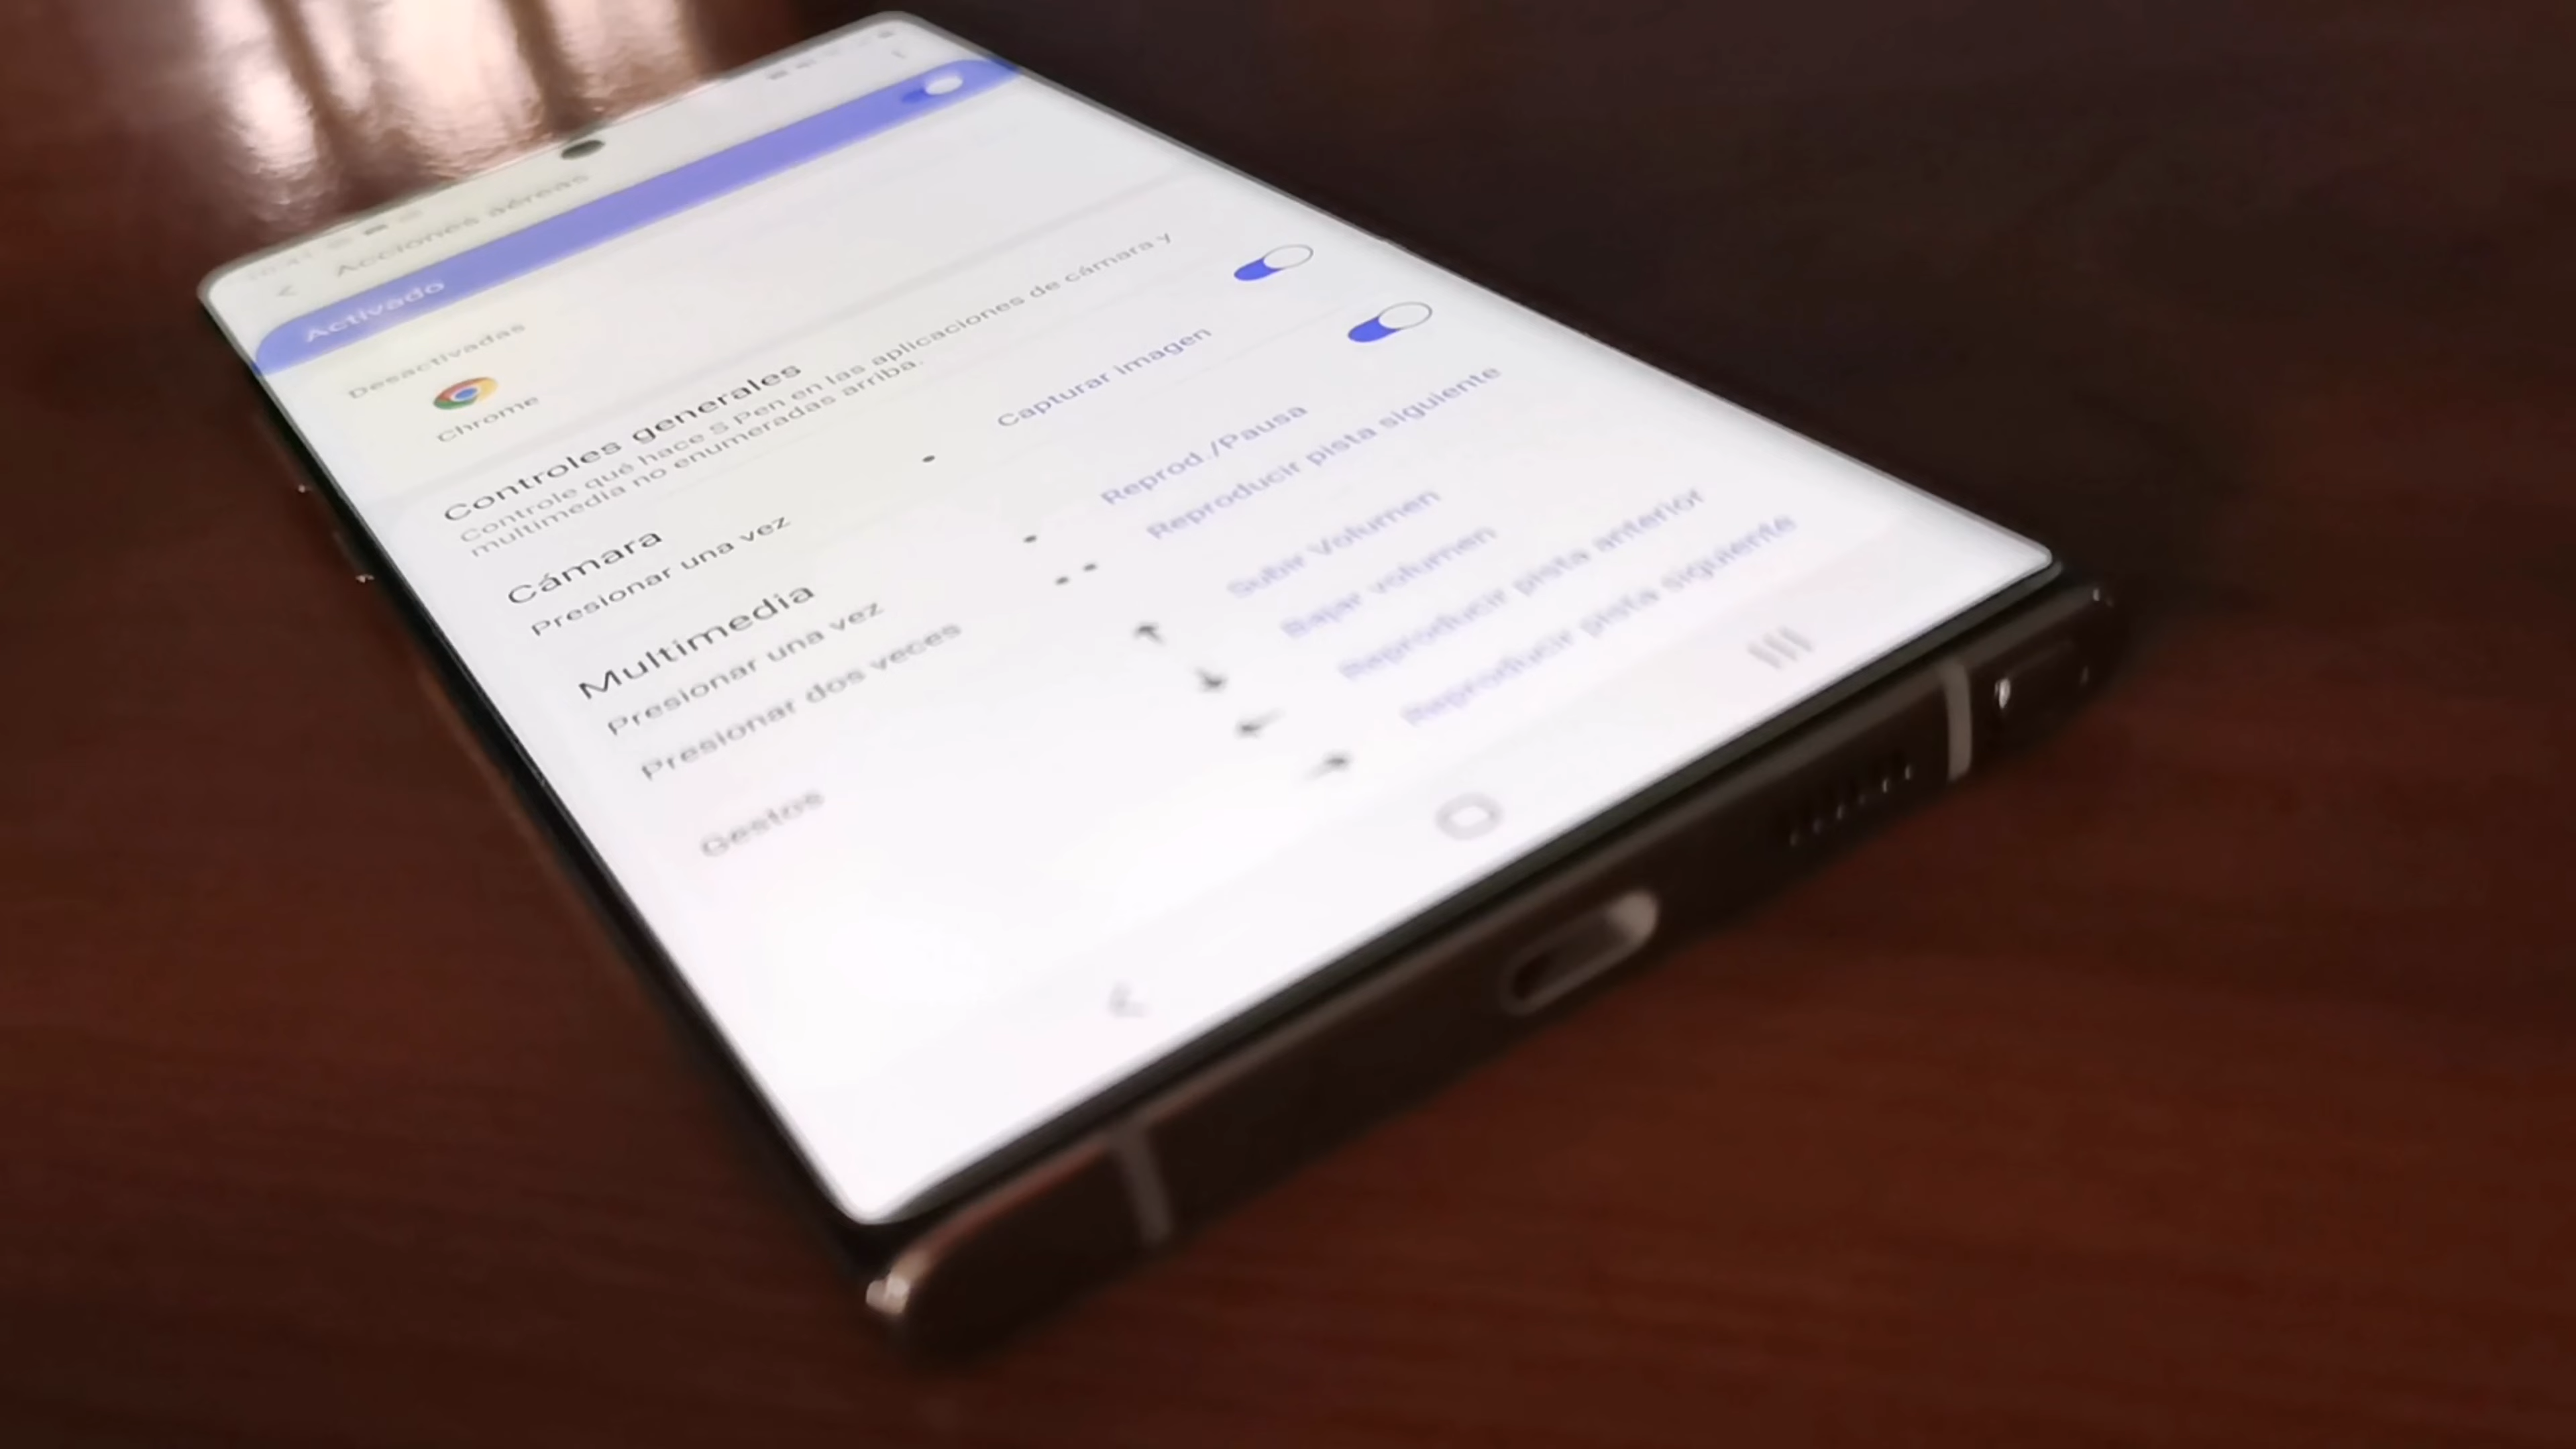 Acciones aéreas
Activado
Desactivadas
Chrome
Controles generales
Controle qué hace S Pen en las aplicaciones de cámara y
multimedia no enumeradas arriba.
Cámara
Presionar una vez
Capturar imagen
Multimedia
Presionar una vez
Reprod./Pausa
Presionar dos veces
Reproducir pista siguiente
Gestos
Subir Volumen
Bajar volumen
Reproducir pista anterior
Reproducir pista siguiente